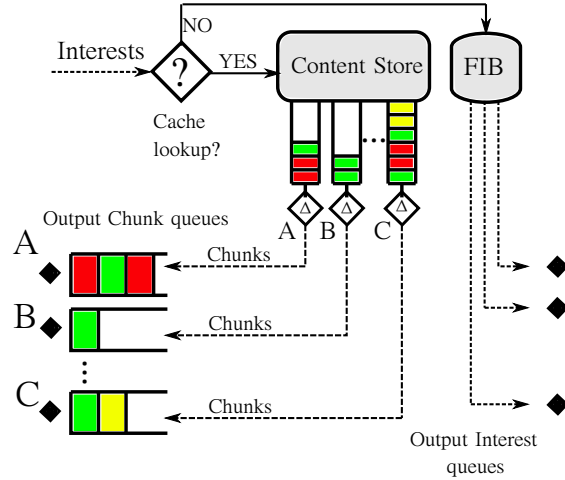 NO
Interests
?
YES
Content Store
FIB
Cache
lookup?
...
Δ
Δ
Δ
A
B
C
Output Chunk queues
A
Chunks
B
Chunks
...
C
Chunks
Output Interest
queues